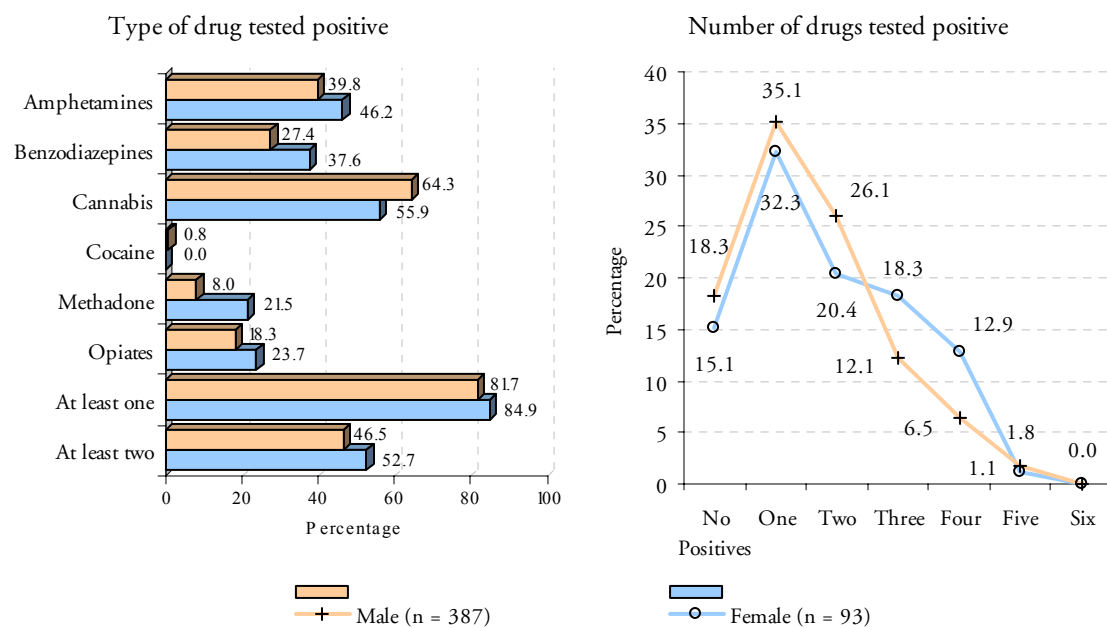 Type of drug tested positive
Amphetamines
39.8
46.2
Benzodiazepines
27.4
37.6
Cannabis
64.3
55.9
Cocaine
0.8
0.0
Methadone
8.0
21.5
Opiates
18.3
23.7
At least one
81.7
84.9
At least two
46.5
52.7
0 20 40 60 80 100
Percentage
Number of drugs tested positive
Percentage
40
35
30
25
20
15
10
5
0
35.1
32.3
26.1
18.3
18.3
20.4
15.1
12.1
12.9
6.5
1.8
1.1
0.0
No Positives
One
Two
Three
Four
Five
Six
Male (n = 387)
Female (n = 93)